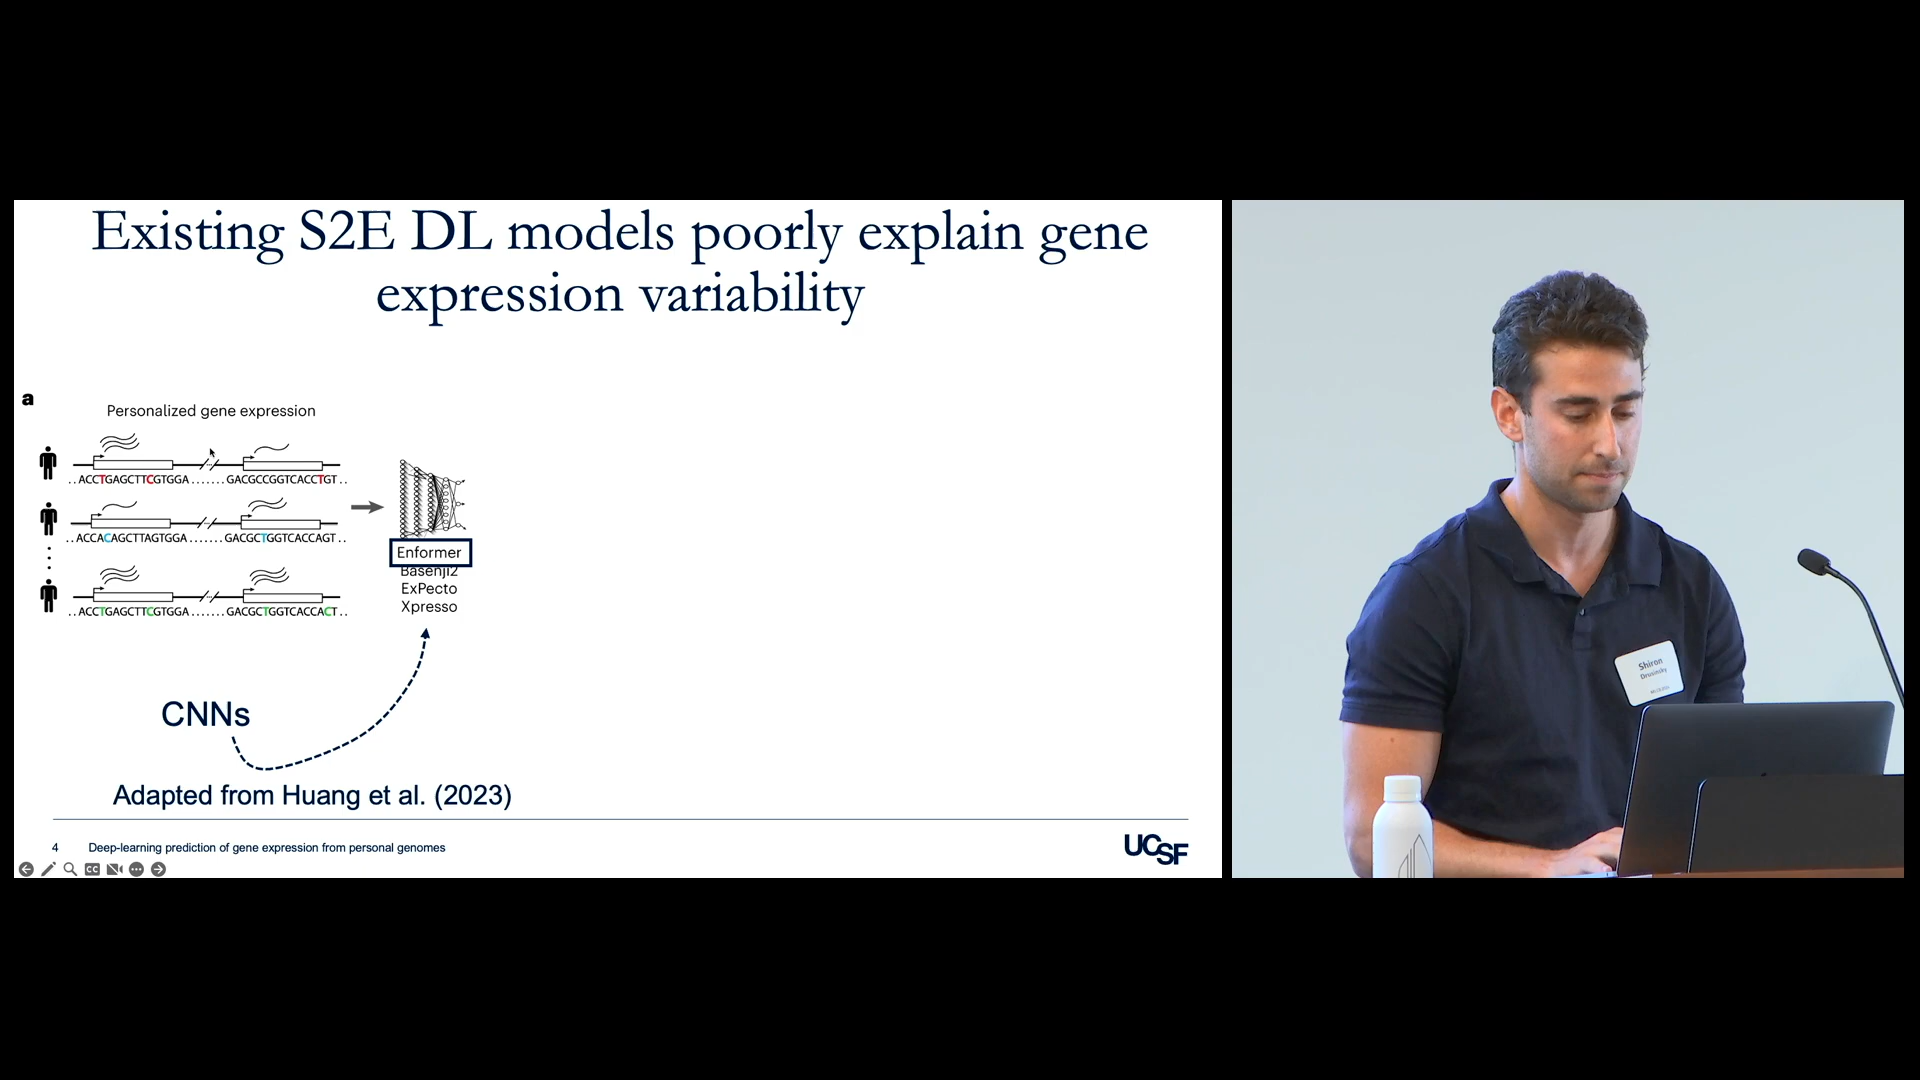 Existing S2E DL models poorly explain gene
expression variability
a
Personalized gene expression
..ACCTGAGCTTCGTGGA.......GACGCCGGTCACCTGT..
..ACCACAGCTTAGTGGA.......GACGCTGGTCACCAGT..
..ACCTGAGCTTCGTGGA.......GACGCTGGTCACCACT..
Enformer
Basenji2
ExPecto
Xpresso
CNNs
Adapted from Huang et al. (2023)
4 Deep-learning prediction of gene expression from personal genomes
UCSF
CC
Shiron
Drusinsky